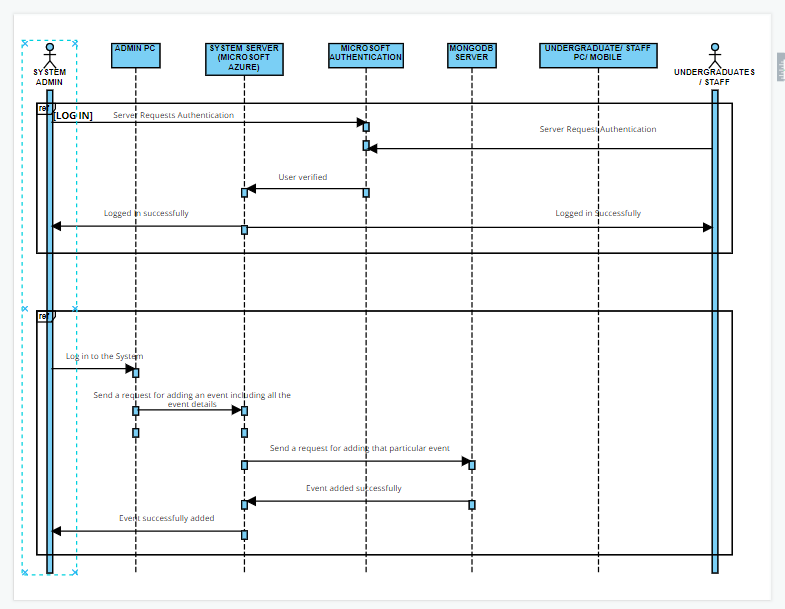 SYSTEM
ADMIN
ADMIN PC
SYSTEM SERVER
(MICROSOFT
AZURE)
MICROSOFT
AUTHENTICATION
MONGODB
SERVER
UNDERGRADUATE/ STAFF
PC/ MOBILE
UNDERGRADUATES
/ STAFF
ref
[LOG IN]
Server Requests Authentication
Server Request Authentication
User verified
Logged in successfully
Logged in Successfully
ref
Log in to the System
Send a request for adding an event including all the
event details
Send a request for adding that particular event
Event added successfully
Event successfully added